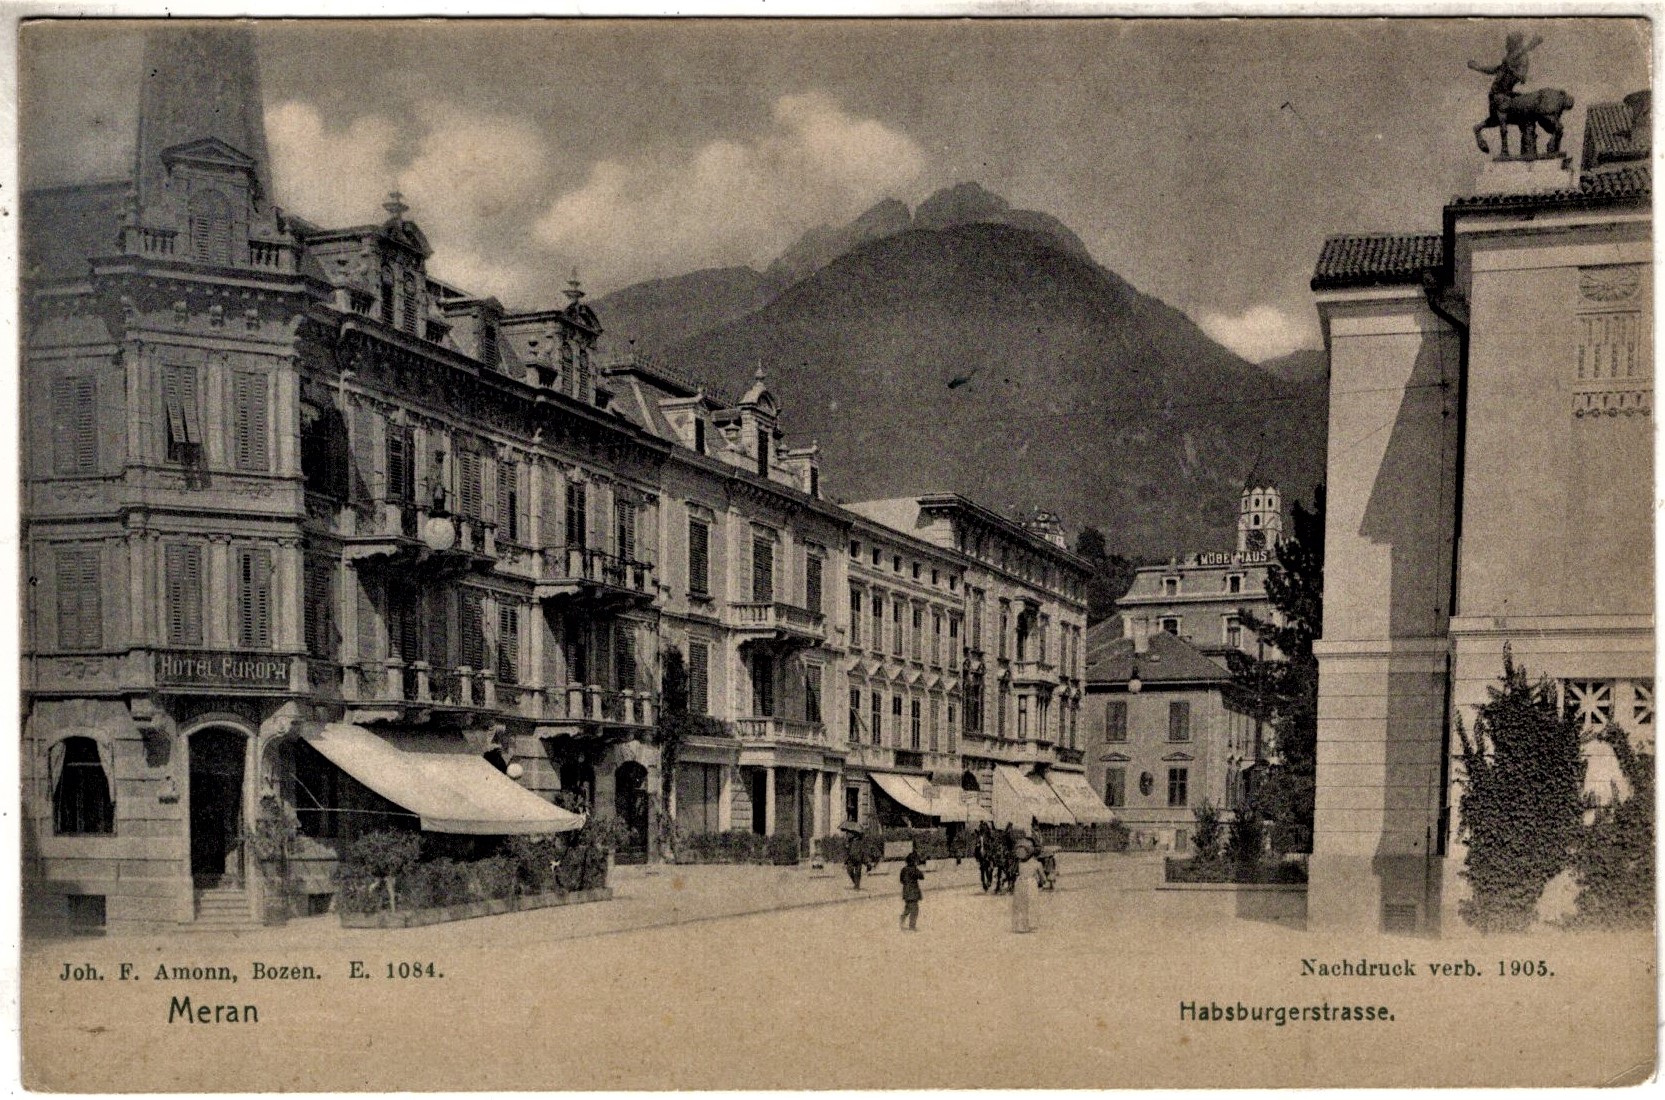 MÖBELHAUS
HOTEL EUROPA
Joh. F. Amonn, Bozen. E. 1084.
Nachdruck verb. 1905.
Meran
Habsburgerstrasse.